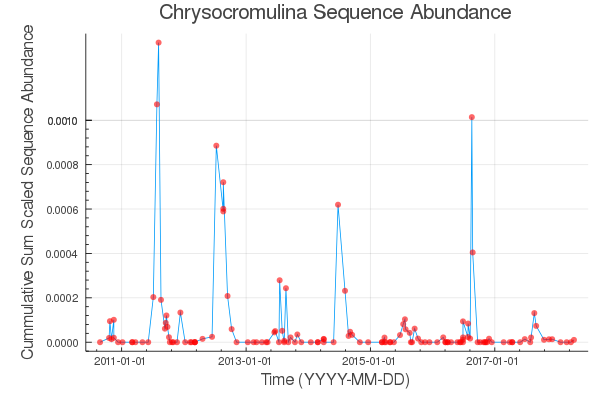 Chrysocromulina Sequence Abundance
Cummulative Sum Scaled Sequence Abundance
0.0010
0.0008
0.0006
0.0004
0.0002
0.0000
2011-01-01 2013-01-01 2015-01-01 2017-01-01
Time (YYYY-MM-DD)